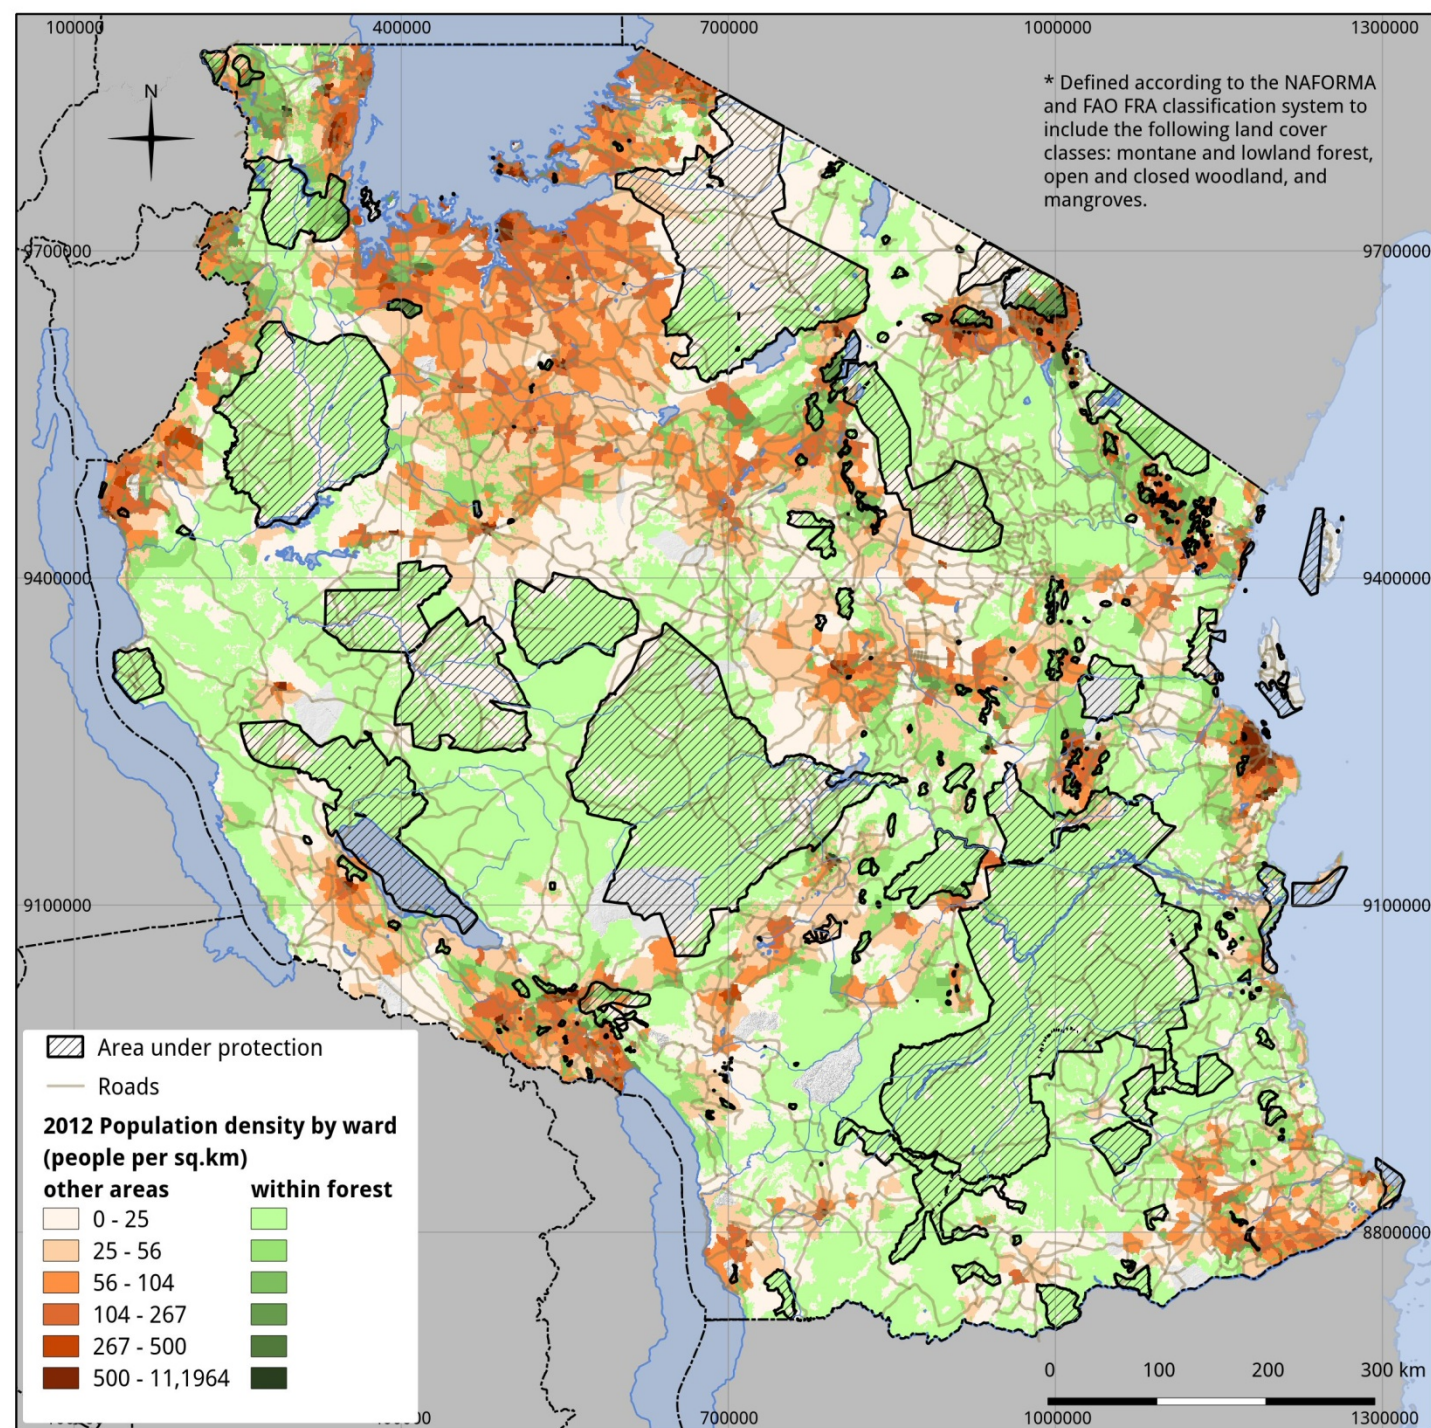 100000 400000 700000 1000000 1300000
N
* Defined according to the NAFORMA
and FAO FRA classification system to
include the following land cover
classes: montane and lowland forest,
open and closed woodland, and
mangroves.
9700000 9700000
9400000 9400000
9100000 9100000
8800000
Area under protection
Roads
2012 Population density by ward
(people per sq.km)
other areas within forest
0 - 25
25 - 56
56 - 104
104 - 267
267 - 500
500 - 11,1964
0 100 200 300 km
700000 1000000 1300000